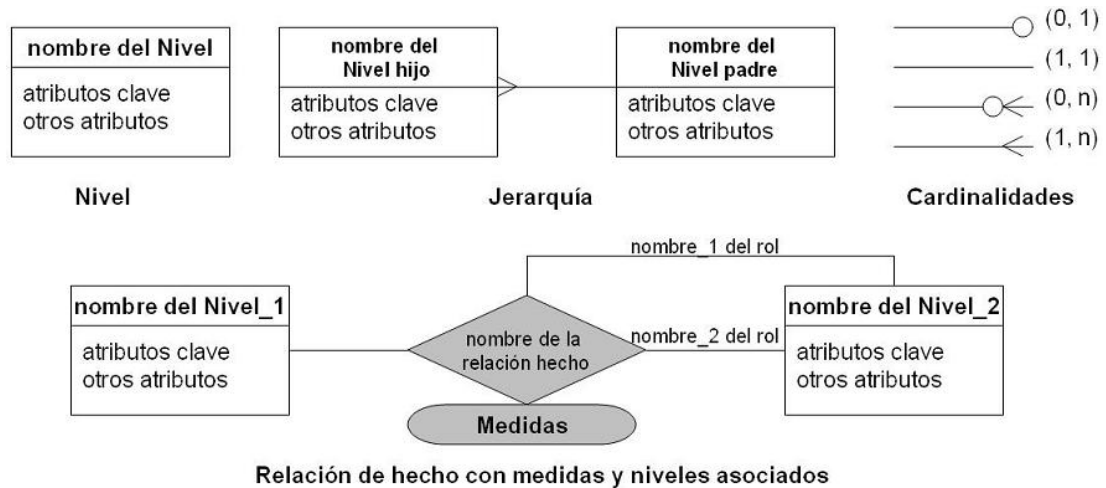 nombre del Nivel
atributos clave
otros atributos
Nivel
nombre del
Nivel hijo
atributos clave
otros atributos
nombre del
Nivel padre
atributos clave
otros atributos
Jerarquía
(0, 1)
(1, 1)
(0, n)
(1, n)
Cardinalidades
nombre del Nivel_1
atributos clave
otros atributos
nombre_1 del rol
nombre de la
relación hecho
nombre_2 del rol
Medidas
nombre del Nivel_2
atributos clave
otros atributos
Relación de hecho con medidas y niveles asociados